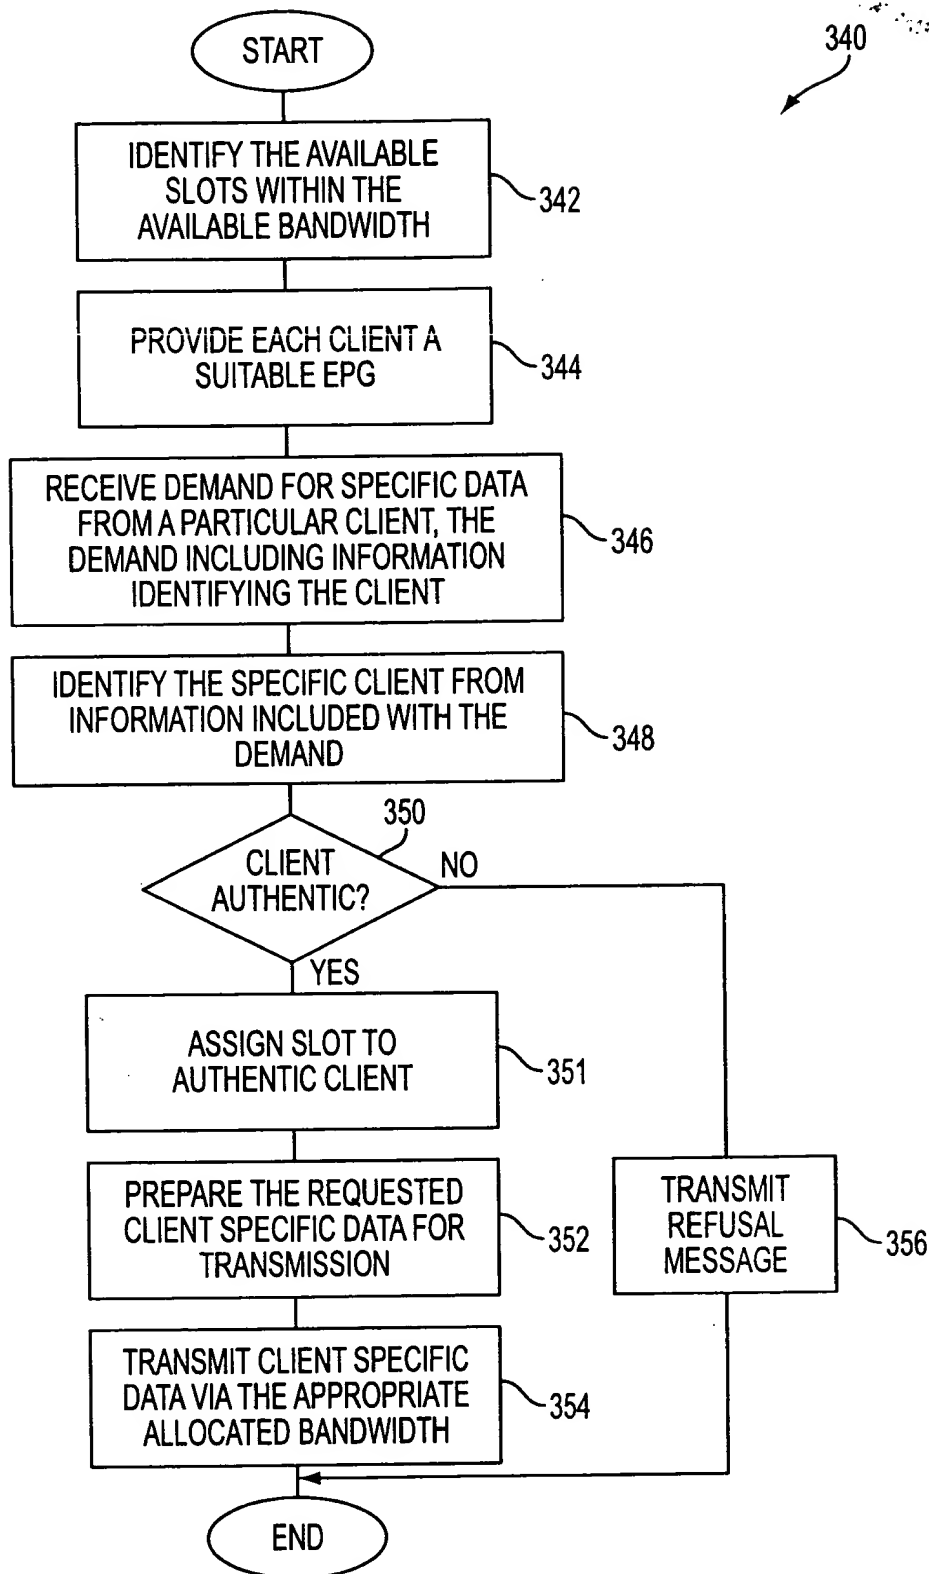 START
340
IDENTIFY THE AVAILABLE
SLOTS WITHIN THE
AVAILABLE BANDWIDTH
342
PROVIDE EACH CLIENT A
SUITABLE EPG
344
RECEIVE DEMAND FOR SPECIFIC DATA
FROM A PARTICULAR CLIENT, THE
DEMAND INCLUDING INFORMATION
IDENTIFYING THE CLIENT
346
IDENTIFY THE SPECIFIC CLIENT FROM
INFORMATION INCLUDED WITH THE
DEMAND
348
350
CLIENT
AUTHENTIC?
NO
YES
ASSIGN SLOT TO
AUTHENTIC CLIENT
351
PREPARE THE REQUESTED
CLIENT SPECIFIC DATA FOR
TRANSMISSION
352
TRANSMIT
REFUSAL
MESSAGE
356
TRANSMIT CLIENT SPECIFIC
DATA VIA THE APPROPRIATE
ALLOCATED BANDWIDTH
354
END